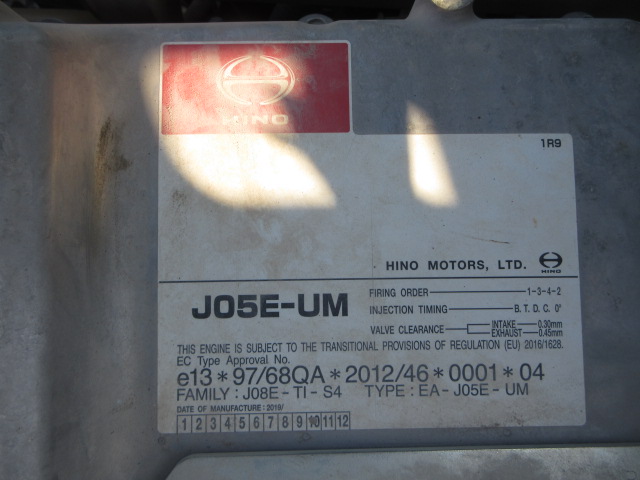 HINO
1R9
HINO MOTORS, LTD. HINO
J05E-UM
FIRING ORDER 1-3-4-2
INJECTION TIMING B. T. D. C. 0°
VALVE CLEARANCE INTAKE 0.30mm
EXHAUST 0.45mm
THIS ENGINE IS SUBJECT TO THE TRANSITIONAL PROVISIONS OF REGULATION (EU) 2016/1628.
EC Type Approval No.
e13*97/68QA*2012/46*0001*04
FAMILY : J08E-TI-S4 TYPE : EA-J05E-UM
DATE OF MANUFACTURE : 2019/
1 2 3 4 5 6 7 8 9 10 11 12